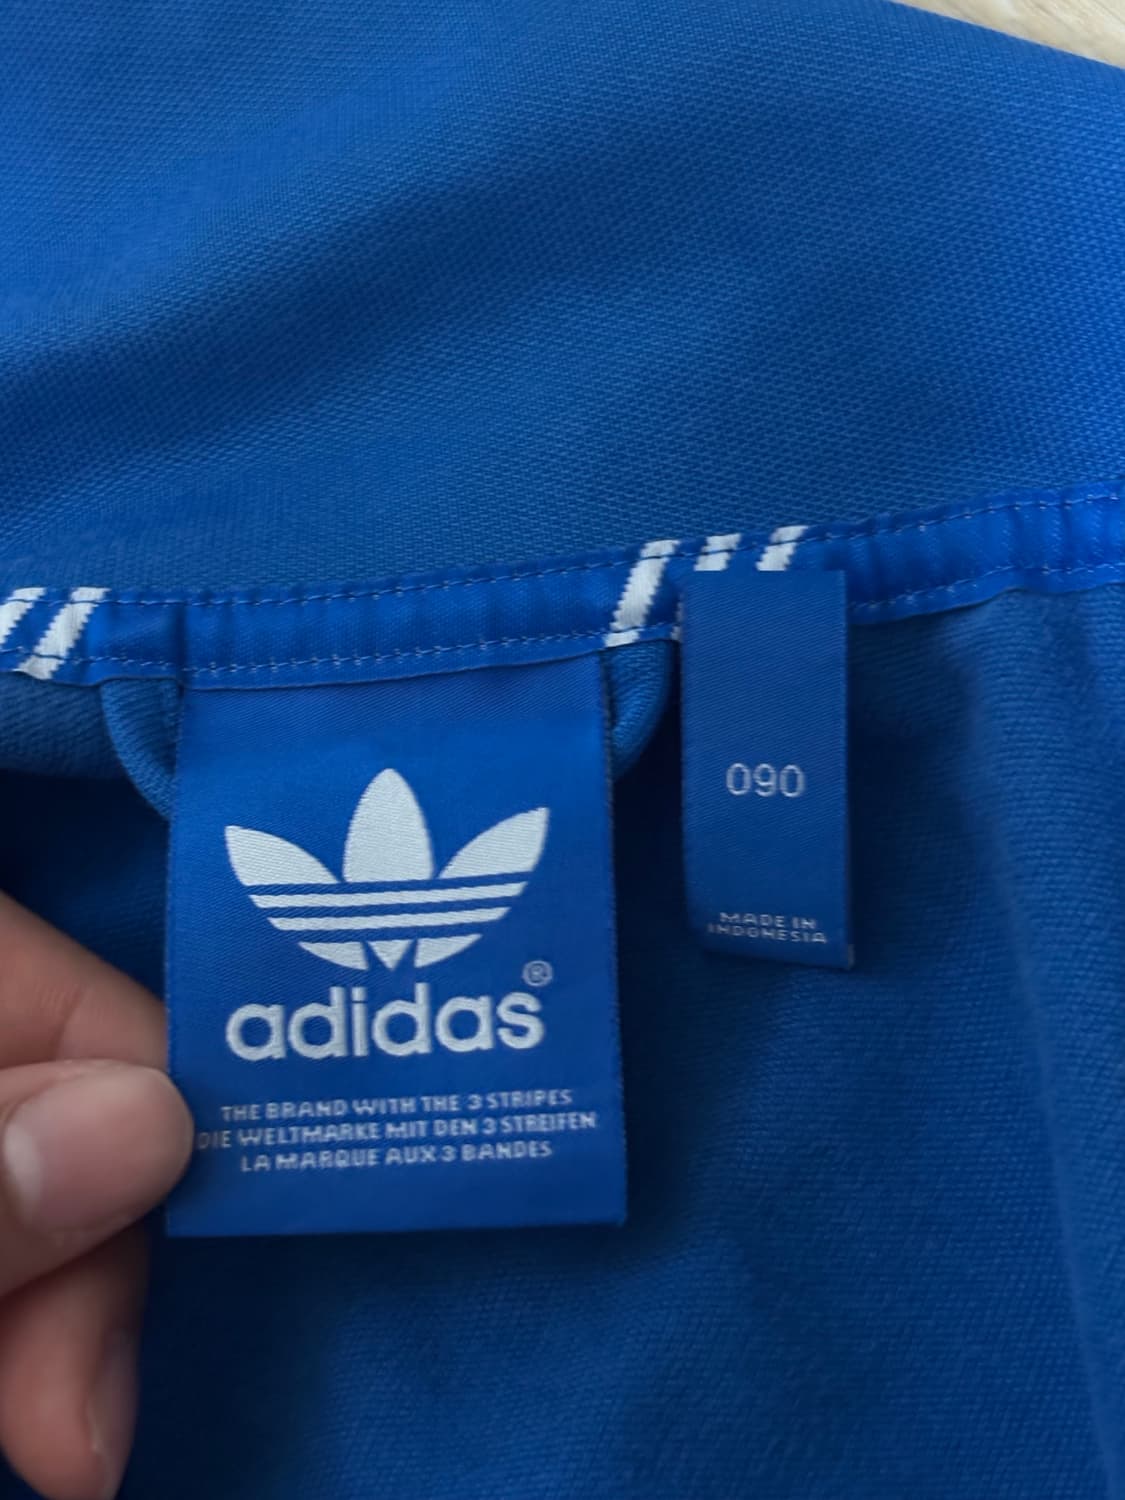 adidas®
THE BRAND WITH THE 3 STRIPES
DIE WELTMARKE MIT DEN 3 STREIFEN
LA MARQUE AUX 3 BANDES
090
MADE IN
INDONESIA